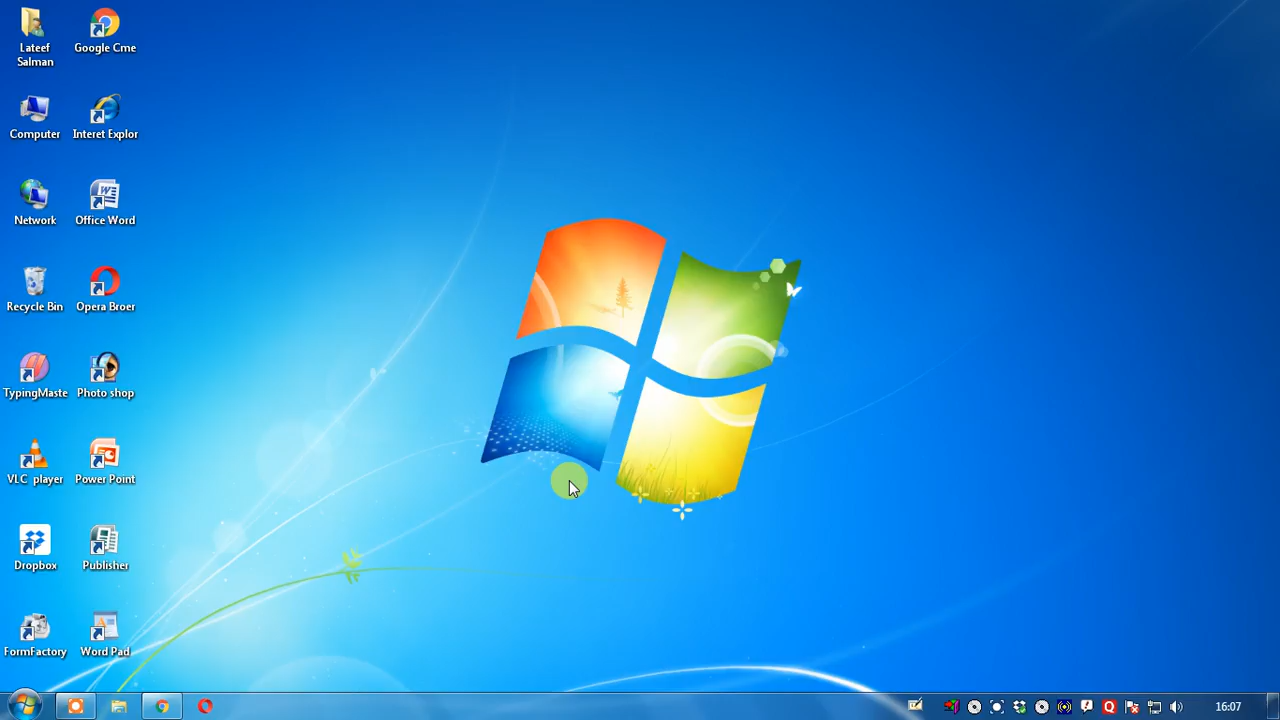 Lateef
Salman
Google Cme
Computer
Interet Explor
Network
Office Word
Recycle Bin
Opera Broer
TypingMaste
Photo shop
VLC player
Power Point
Dropbox
Publisher
FormFactory
Word Pad
16:07